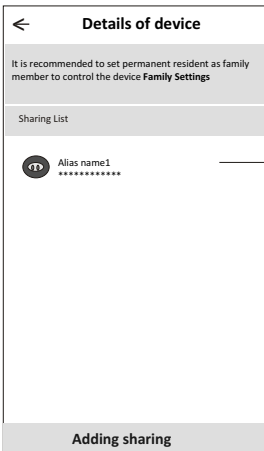 Details of device
It is recommended to set permanent resident as family
member to control the device Family Settings
Sharing List
Alias name1
************
Adding sharing